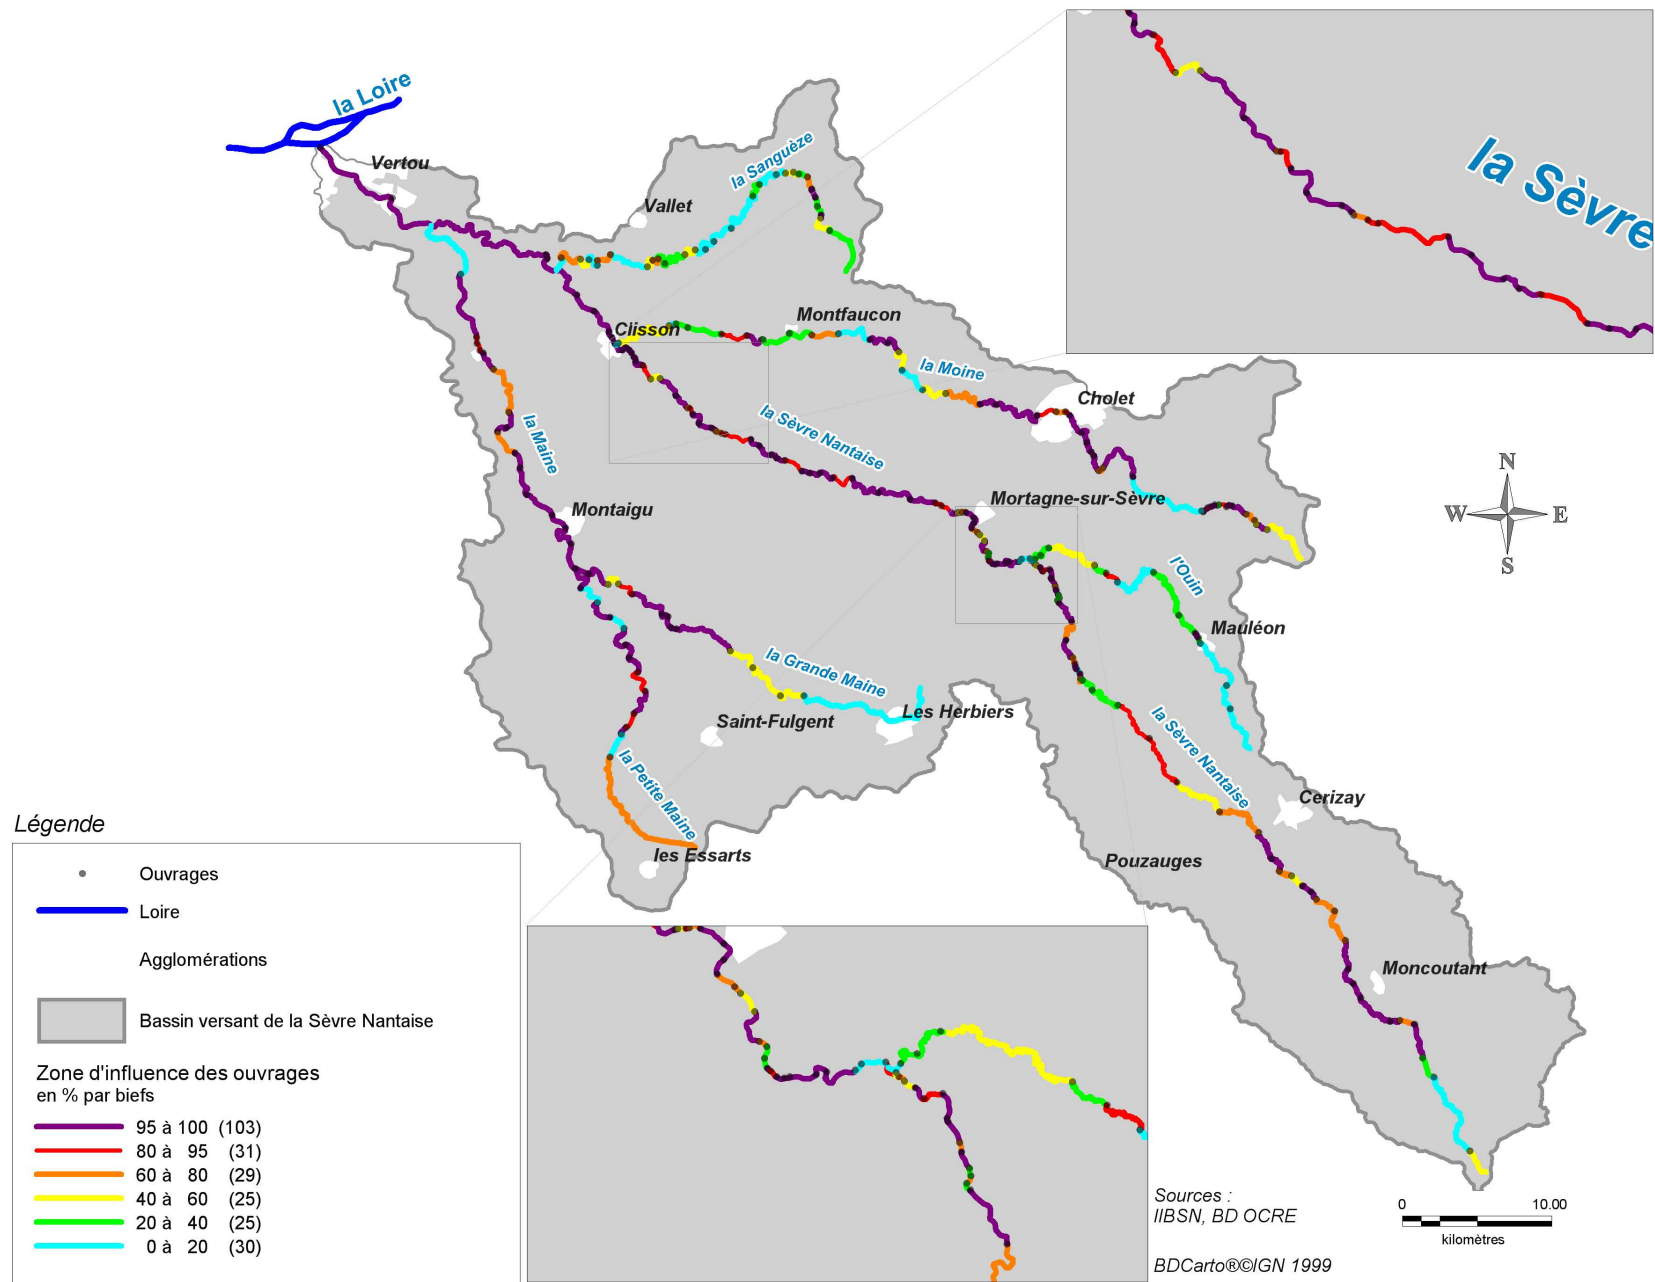 la Loire
Vertou
la Sanguèze
Vallet
la Sèvre
Clisson
Montfaucon
la Moine
Cholet
la Sèvre Nantaise
la Maine
Mortagne-sur-Sèvre
Montaigu
N
W
E
S
l'Ouin
Mauléon
la Grande Maine
Les Herbiers
Saint-Fulgent
la Sèvre Nantaise
la Petite Maine
Cerizay
les Essarts
Pouzauges
Moncoutant
Légende
Ouvrages
Loire
Agglomérations
Bassin versant de la Sèvre Nantaise
Zone d'influence des ouvrages
en % par biefs
95 à 100 (103)
80 à 95 (31)
60 à 80 (29)
40 à 60 (25)
20 à 40 (25)
0 à 20 (30)
Sources :
IIBSN, BD OCRE
BDCarto®©IGN 1999
0 10.00
kilomètres